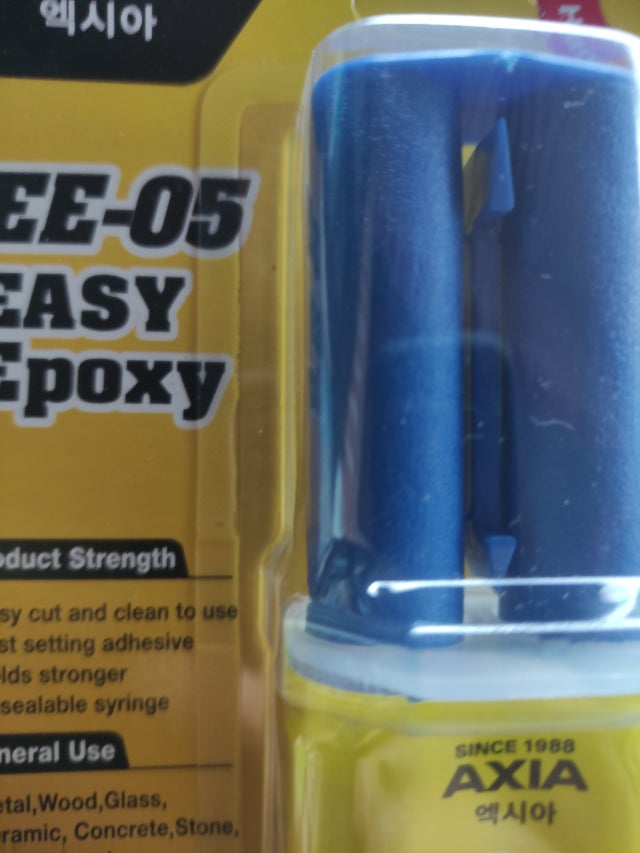 엑시아
EE-05
EASY
Epoxy
oduct Strength
sy cut and clean to use
st setting adhesive
lds stronger
sealable syringe
neral Use
etal,Wood,Glass,
ramic, Concrete,Stone,
SINCE 1988
AXIA
엑시아